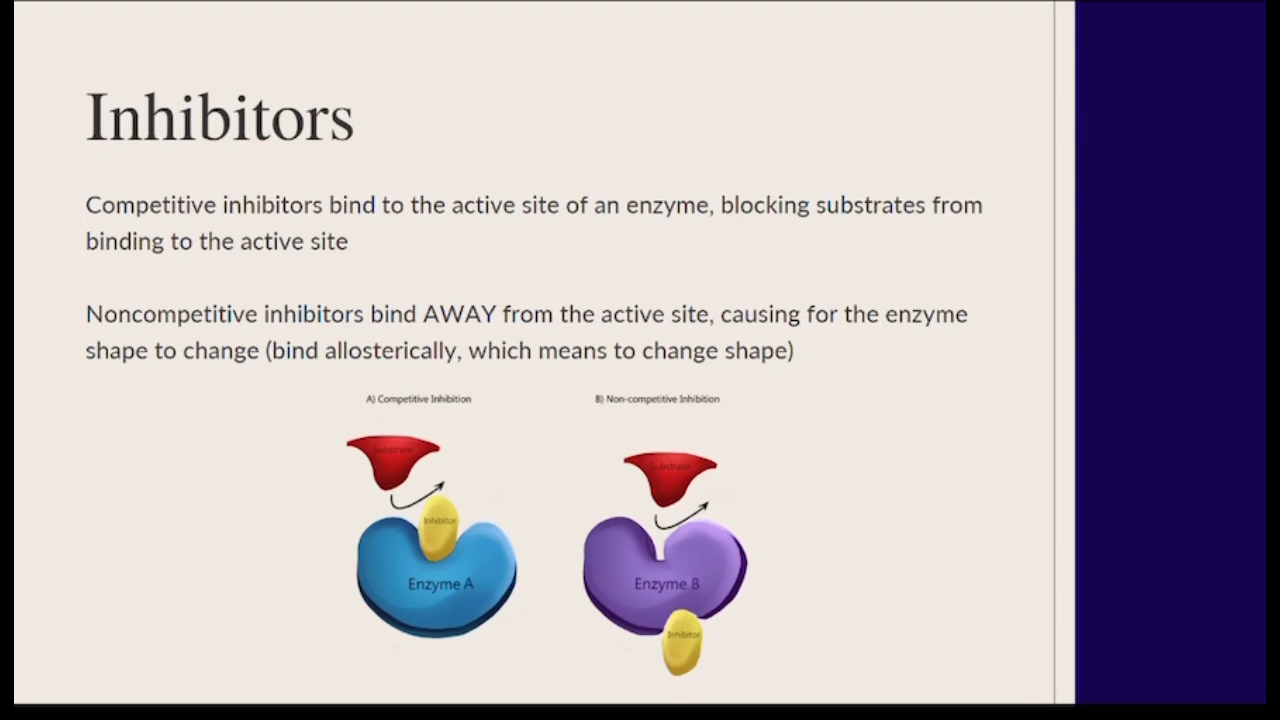 Inhibitors
Competitive inhibitors bind to the active site of an enzyme, blocking substrates from
binding to the active site
Noncompetitive inhibitors bind AWAY from the active site, causing for the enzyme
shape to change (bind allosterically, which means to change shape)
A) Competitive Inhibition
Substrate
Inhibitor
Enzyme A
B) Non-competitive Inhibition
Substrate
Enzyme B
Inhibitor